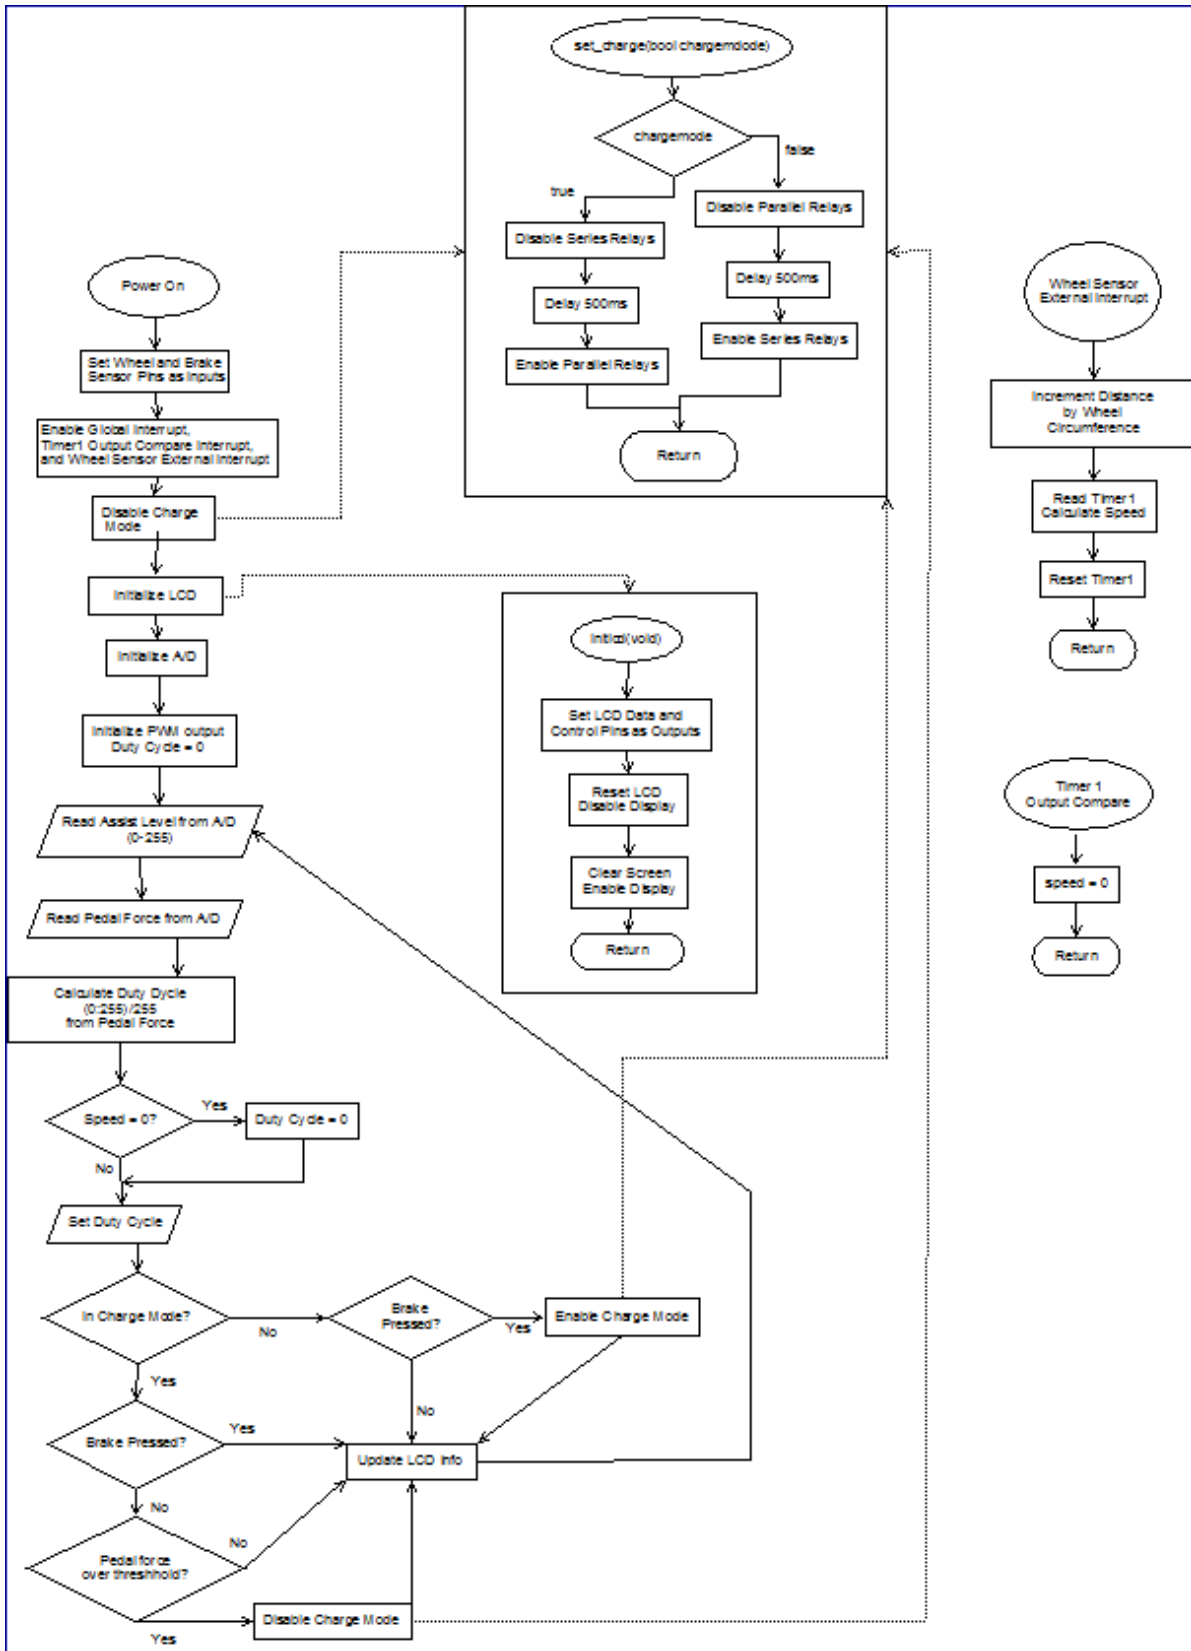 set_charge(bool chargemdode)
chargemode
false
true
Disable Parallel Relays
Disable Series Relays
Delay 500ms
Delay 500ms
Enable Series Relays
Enable Parallel Relays
Return
Power On
Set Wheel and Brake
Sensor Pins as Inputs
Enable Global Interrupt,
Timer1 Output Compare Interrupt,
and Wheel Sensor External Interrupt
Disable Charge
Mode
Initialize LCD
Initialize A/D
Initialize PWM output
Duty Cycle = 0
Read Assist Level from A/D
(0-255)
Read Pedal Force from A/D
Calculate Duty Dycle
(0:255)/255
from Pedal Force
Speed = 0?
Yes
Duty Cycle = 0
No
Set Duty Cycle
In Charge Mode?
No
Brake
Pressed?
Yes
Enable Charge Mode
Yes
No
Brake Pressed?
Yes
Update LCD Info
No
No
Pedal force
over threshhold?
Yes
Disable Charge Mode
initlcd(void)
Set LCD Data and
Control Pins as Outputs
Reset LCD
Disable Display
Clear Screen
Enable Display
Return
Wheel Sensor
External Interrupt
Increment Distance
by Wheel
Circumference
Read Timer1
Calculate Speed
Reset Timer1
Return
Timer 1
Output Compare
speed = 0
Return